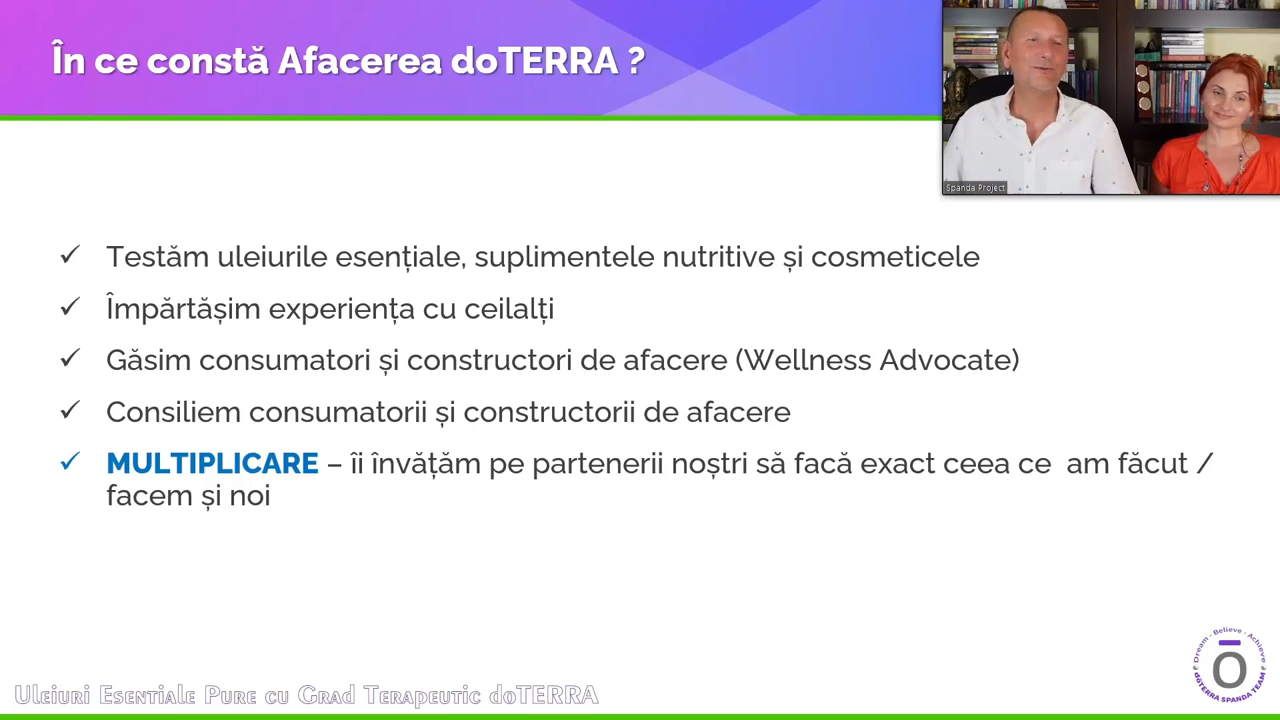 În ce constă Afacerea doTERRA ?
Spanda Project
✓ Testăm uleiurile esențiale, suplimentele nutritive și cosmeticele
✓ Împărtășim experiența cu ceilalți
✓ Găsim consumatori și constructori de afacere (Wellness Advocate)
✓ Consiliem consumatorii și constructorii de afacere
✓ MULTIPLICARE – îi învățăm pe partenerii noștri să facă exact ceea ce am făcut /
facem și noi
Dream - Believe - Achieve
dōTERRA SPANDA TEAM
Uleiuri Esentiale Pure cu Grad Terapeutic doTERRA